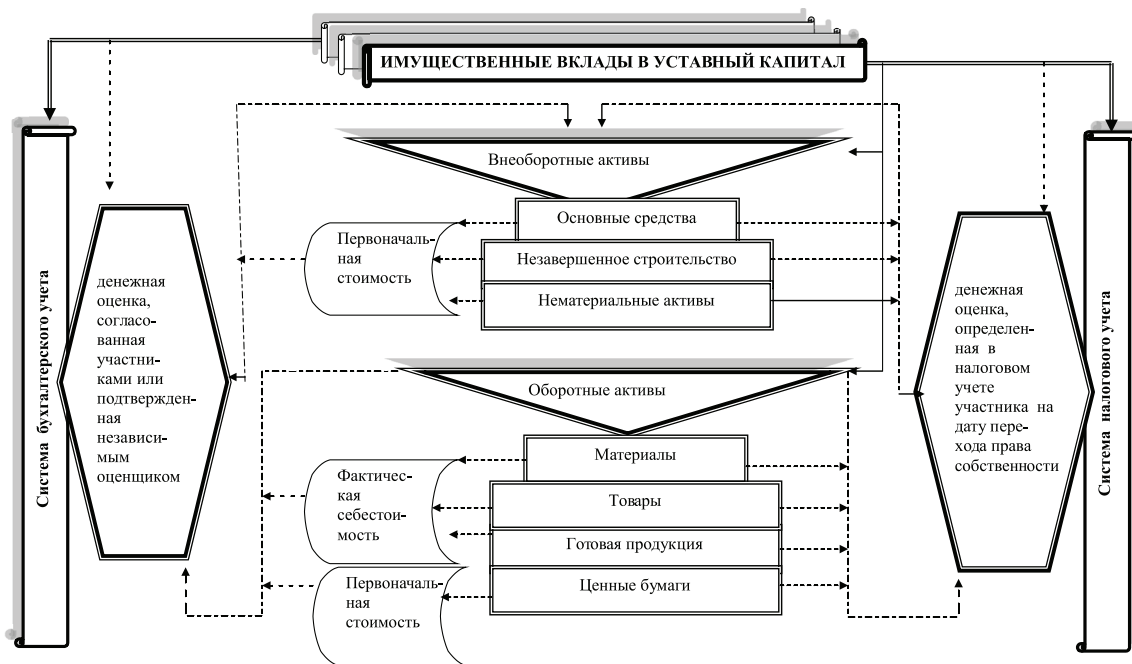 ИМУЩЕСТВЕННЫЕ ВКЛАДЫ В УСТАВНЫЙ КАПИТАЛ
Система бухгалтерского учета
денежная
оценка,
согласо-
ванная
участни-
ками или
подтвержден-
ная
независи-
мым
оценщиком
Внеоборотные активы
Основные средства
Незавершенное строительство
Нематериальные активы
Первоначаль-
ная
стоимость
Оборотные активы
Материалы
Товары
Готовая продукция
Ценные бумаги
Фактичес-
кая
себестои-
мость
Первоначаль-
ная
стоимость
денежная
оценка,
определен-
ная в
налоговом
учете
участника на
дату пере-
хода права
собственности
Система налогового учета